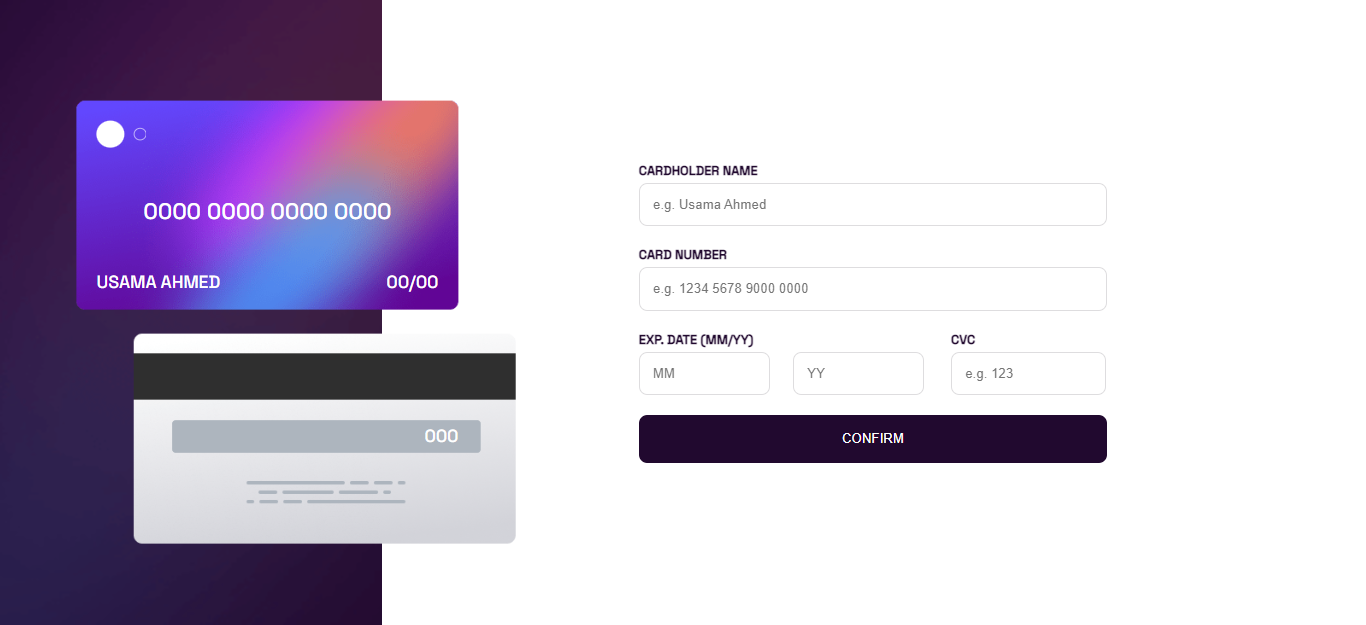 0000 0000 0000 0000
USAMA AHMED 00/00
000
CARDHOLDER NAME
e.g. Usama Ahmed
CARD NUMBER
e.g. 1234 5678 9000 0000
EXP. DATE (MM/YY) CVC
MM YY e.g. 123
CONFIRM